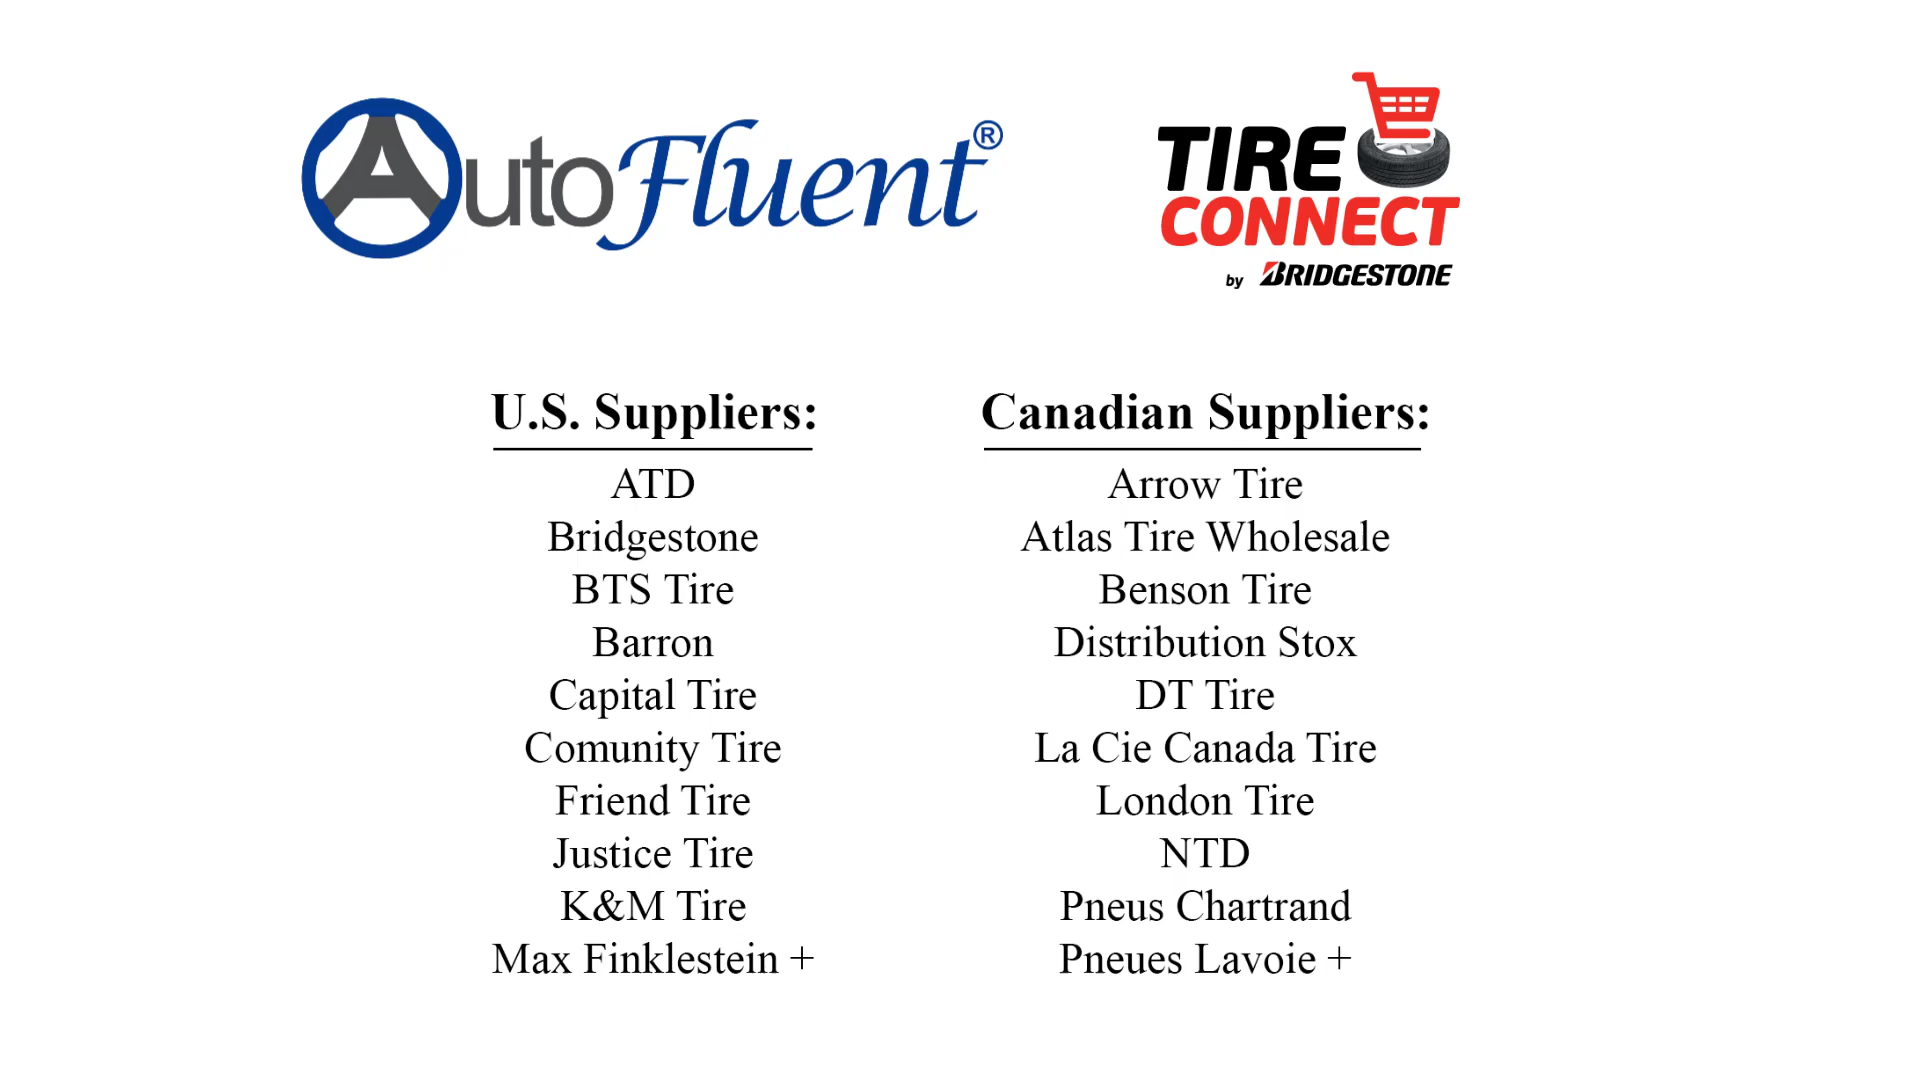 AutoFluent®
TIRE
CONNECT
by BRIDGESTONE
U.S. Suppliers:
ATD
Bridgestone
BTS Tire
Barron
Capital Tire
Comunity Tire
Friend Tire
Justice Tire
K&M Tire
Max Finklestein +
Canadian Suppliers:
Arrow Tire
Atlas Tire Wholesale
Benson Tire
Distribution Stox
DT Tire
La Cie Canada Tire
London Tire
NTD
Pneus Chartrand
Pneues Lavoie +